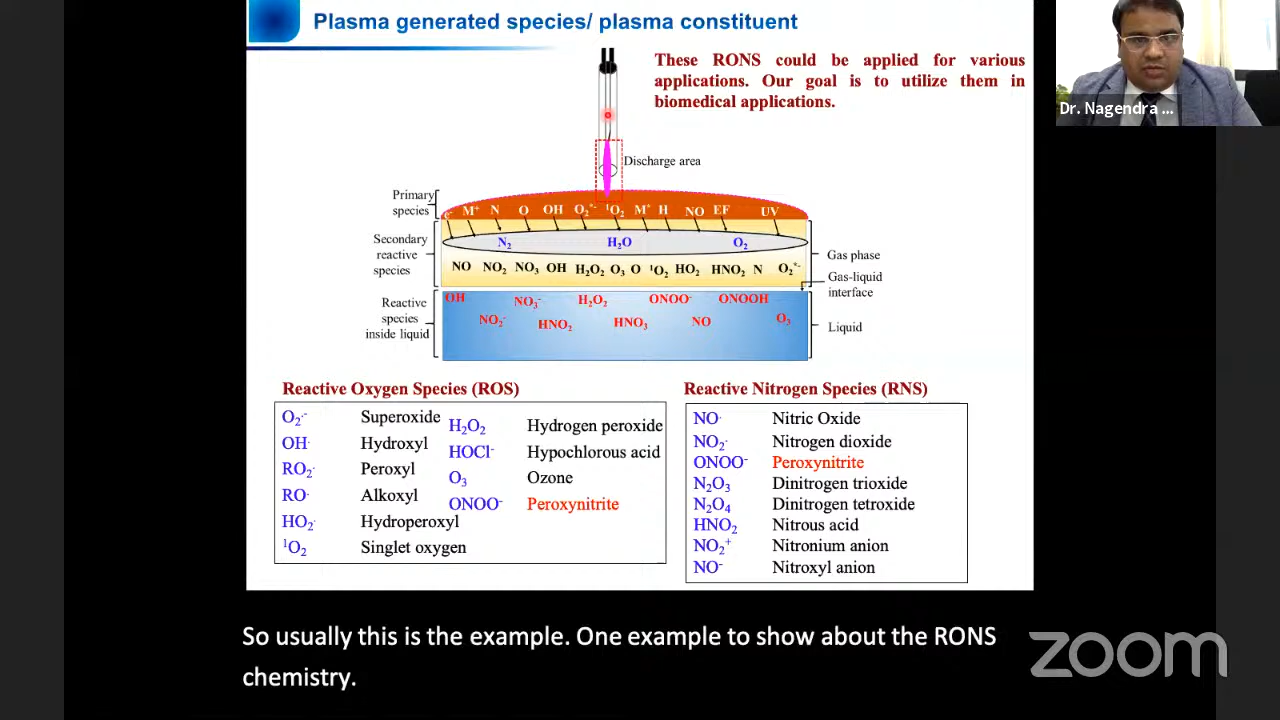 Plasma generated species/ plasma constituent
These RONS could be applied for various
applications. Our goal is to utilize them in
biomedical applications.
Dr. Nagendra ...
Discharge area
Primary
species
e⁻ M⁺ N O OH O₂•⁻ ¹O₂ M* H NO EF UV
Secondary
reactive
species
N₂ H₂O O₂
NO NO₂ NO₃ OH H₂O₂ O₃ O ¹O₂ HO₂ HNO₂ N O₂•⁻
Gas phase
Gas-liquid
interface
Reactive
species
inside liquid
OH NO₃⁻ H₂O₂ ONOO⁻ ONOOH
NO₂⁻ HNO₂ HNO₃ NO O₃
Liquid
Reactive Oxygen Species (ROS)
O₂·⁻ Superoxide
OH· Hydroxyl
RO₂· Peroxyl
RO· Alkoxyl
HO₂· Hydroperoxyl
¹O₂ Singlet oxygen
H₂O₂ Hydrogen peroxide
HOCl⁻ Hypochlorous acid
O₃ Ozone
ONOO⁻ Peroxynitrite
Reactive Nitrogen Species (RNS)
NO· Nitric Oxide
NO₂· Nitrogen dioxide
ONOO⁻ Peroxynitrite
N₂O₃ Dinitrogen trioxide
N₂O₄ Dinitrogen tetroxide
HNO₂ Nitrous acid
NO₂⁺ Nitronium anion
NO⁻ Nitroxyl anion
So usually this is the example. One example to show about the RONS
chemistry.
zoom